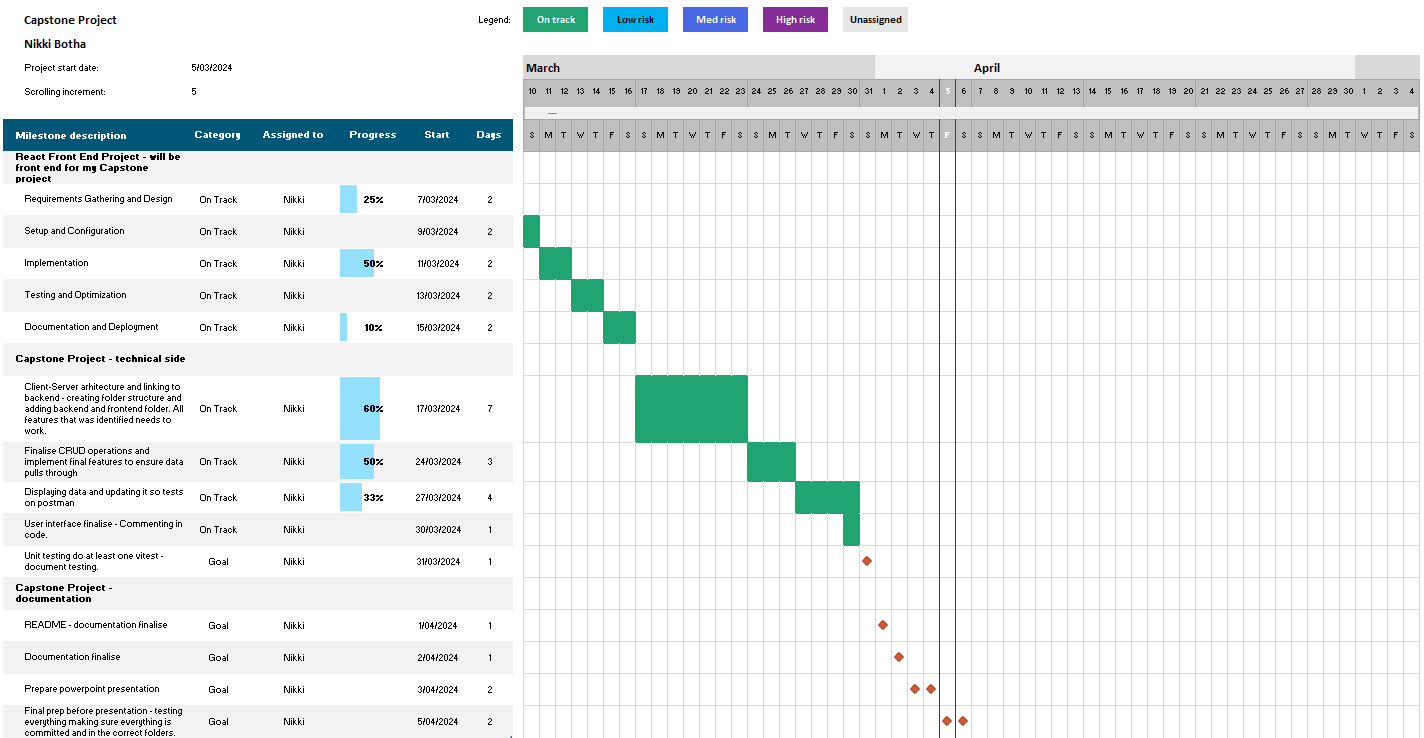 Capstone Project
Legend:
On track
Low risk
Med risk
High risk
Unassigned
Nikki Botha
Project start date: 5/03/2024
Scrolling increment: 5
March April
10 11 12 13 14 15 16 17 18 19 20 21 22 23 24 25 26 27 28 29 30 31 1 2 3 4 5 6 7 8 9 10 11 12 13 14 15 16 17 18 19 20 21 22 23 24 25 26 27 28 29 30 1 2 3 4
Milestone description Category Assigned to Progress Start Days
S M T W T F S S M T W T F S S M T W T F S S M T W T F S S M T W T F S S M T W T F S S M T W T F S S M T W T F S
React Front End Project - will be
front end for my Capstone
project
Requirements Gathering and Design On Track Nikki 25% 7/03/2024 2
Setup and Configuration On Track Nikki 9/03/2024 2
Implementation On Track Nikki 50% 11/03/2024 2
Testing and Optimization On Track Nikki 13/03/2024 2
Documentation and Deployment On Track Nikki 10% 15/03/2024 2
Capstone Project - technical side
Client-Server arhitecture and linking to
backend - creating folder structure and
adding backend and frontend folder. All
features that was identified needs to
work.
On Track Nikki 60% 17/03/2024 7
Finalise CRUD operations and
implement final features to ensure data
pulls through
On Track Nikki 50% 24/03/2024 3
Displaying data and updating it so tests
on postman
On Track Nikki 33% 27/03/2024 4
User interface finalise - Commenting in
code.
On Track Nikki 30/03/2024 1
Unit testing do at least one vitest -
document testing.
Goal Nikki 31/03/2024 1
Capstone Project -
documentation
README - documentation finalise Goal Nikki 1/04/2024 1
Documentation finalise Goal Nikki 2/04/2024 1
Prepare powerpoint presentation Goal Nikki 3/04/2024 2
Final prep before presentation - testing
everything making sure everything is
committed and in the correct folders.
Goal Nikki 5/04/2024 2